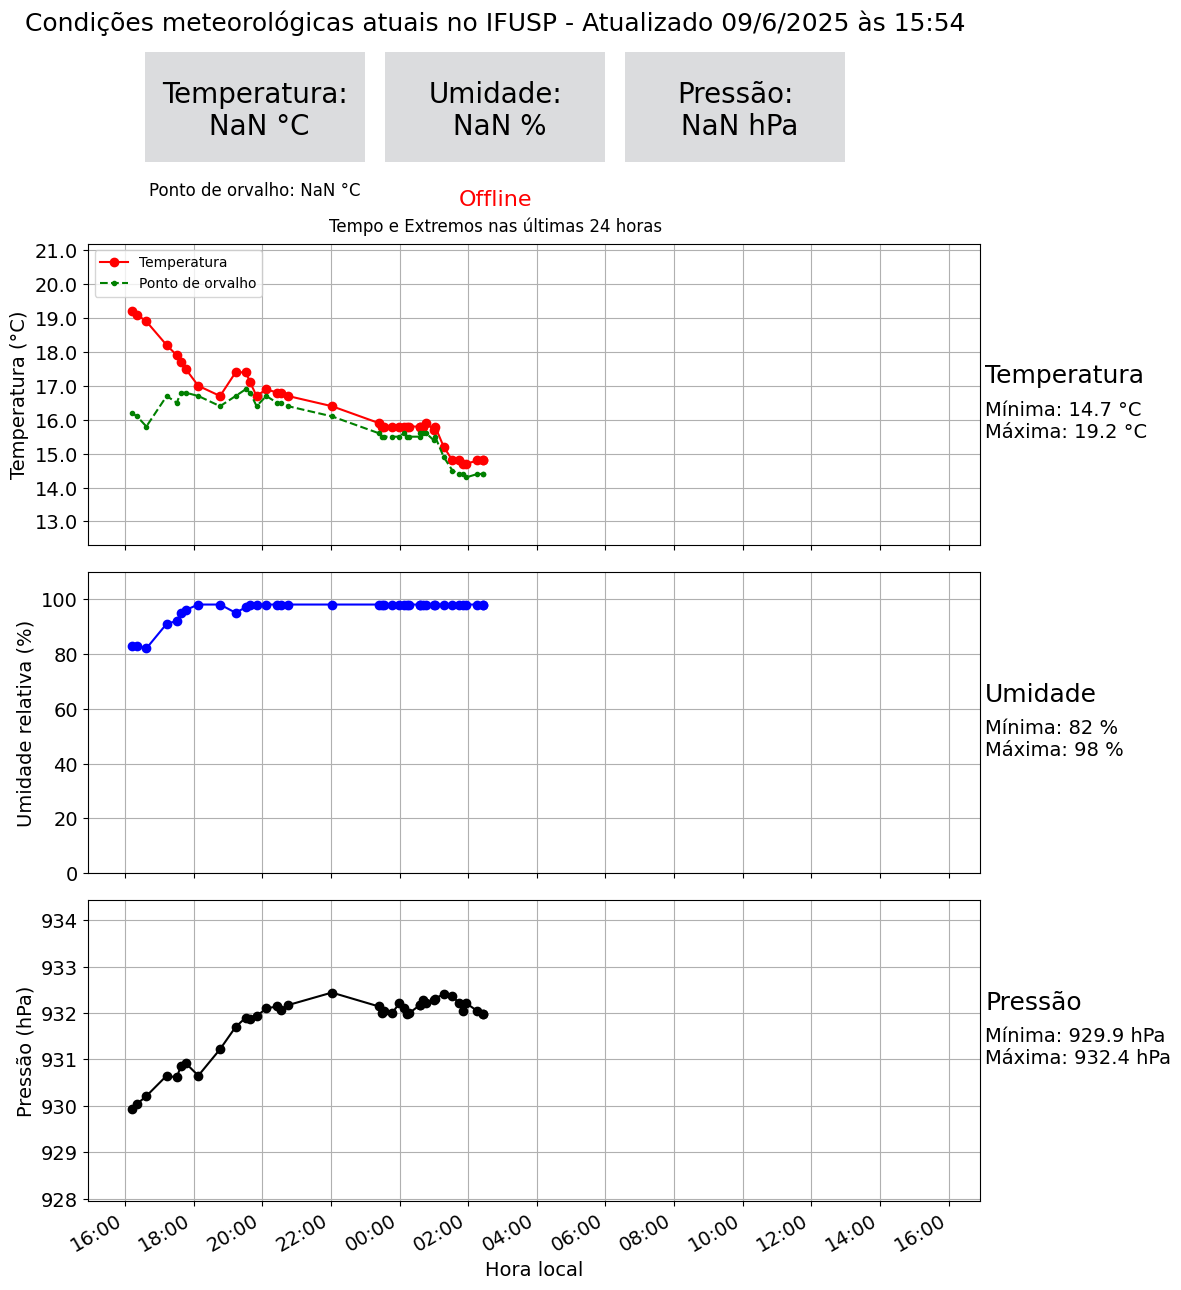 Condições meteorológicas atuais no IFUSP - Atualizado 09/6/2025 às 15:54
Temperatura:
NaN °C
Umidade:
NaN %
Pressão:
NaN hPa
Ponto de orvalho: NaN °C
Offline
Tempo e Extremos nas últimas 24 horas
Temperatura (°C)
21.0
20.0
19.0
18.0
17.0
16.0
15.0
14.0
13.0
Temperatura
Ponto de orvalho
Temperatura
Mínima: 14.7 °C
Máxima: 19.2 °C
Umidade relativa (%)
100
80
60
40
20
0
Umidade
Mínima: 82 %
Máxima: 98 %
Pressão (hPa)
934
933
932
931
930
929
928
Pressão
Mínima: 929.9 hPa
Máxima: 932.4 hPa
16:00
18:00
20:00
22:00
00:00
02:00
04:00
06:00
08:00
10:00
12:00
14:00
16:00
Hora local